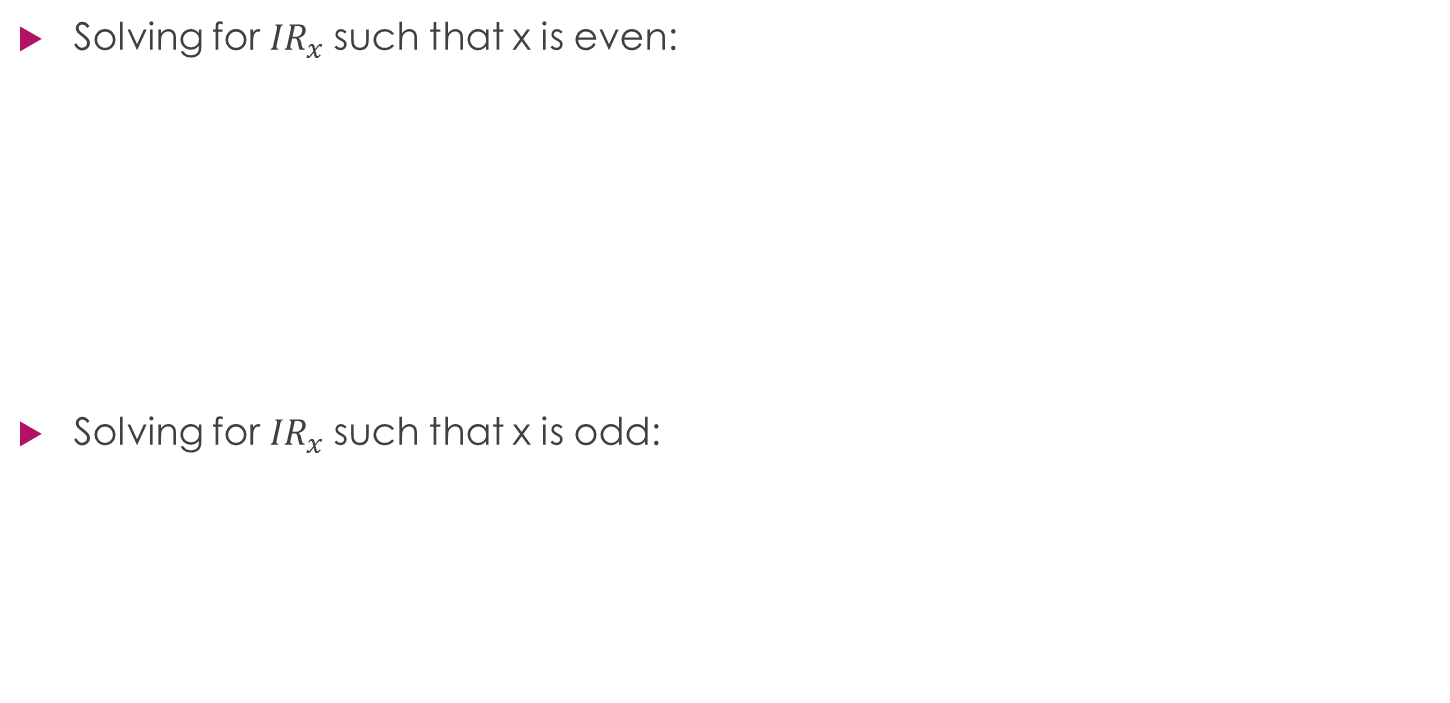 Solving for 𝐼𝑅ₓ such that x is even:
Solving for 𝐼𝑅ₓ such that x is odd: